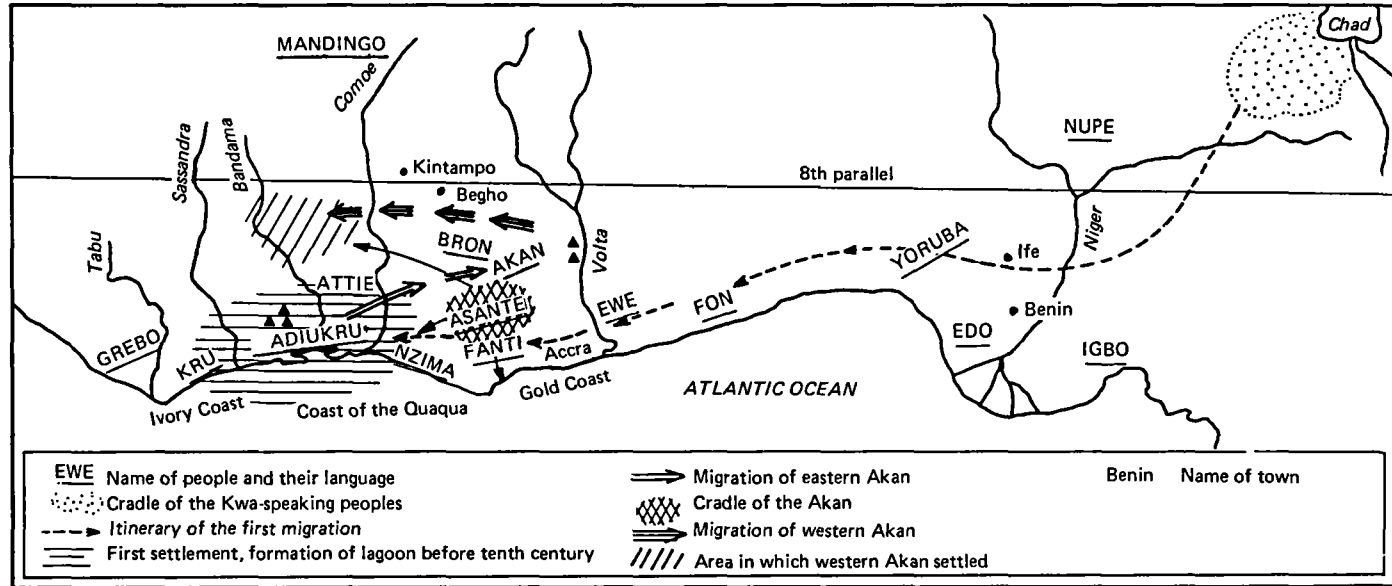 MANDINGO
Comoe
Chad
Sassandra
Bandama
NUPE
Kintampo
8th parallel
Begho
Tabu
BRON
AKAN
Volta
YORUBA
Ife
Niger
ATTIE
ASANTE
EWE
FON
Benin
GREBO
KRU
ADIUKRU
NZIMA
FANTI
Accra
EDO
IGBO
Gold Coast
ATLANTIC OCEAN
Ivory Coast
Coast of the Quaqua
EWE Name of people and their language
Cradle of the Kwa-speaking peoples
Itinerary of the first migration
First settlement, formation of lagoon before tenth century
Migration of eastern Akan
Cradle of the Akan
Migration of western Akan
Area in which western Akan settled
Benin Name of town